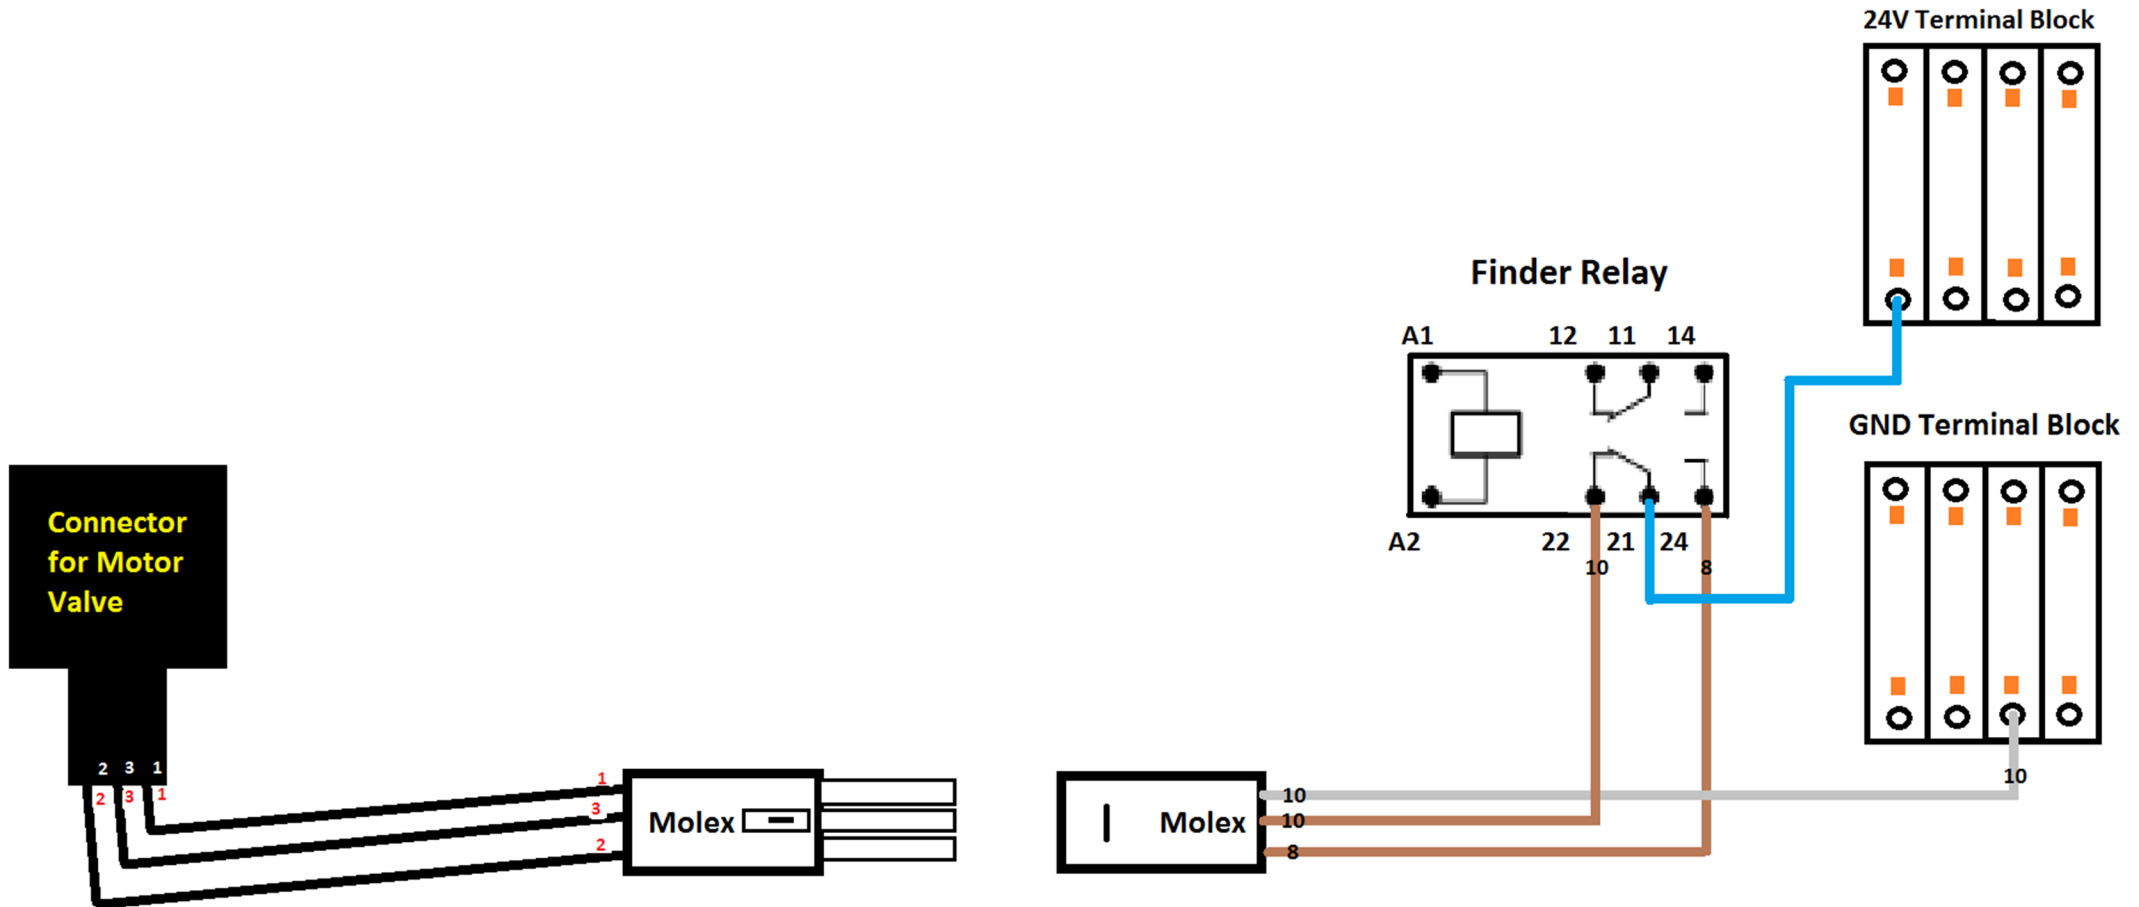 24V Terminal Block
Finder Relay
A1 12 11 14
GND Terminal Block
Connector
for Motor
Valve
A2 22 21 24
10 8
2 3 1
2 3 1
1
3
2
Molex
Molex
10
10
8
10